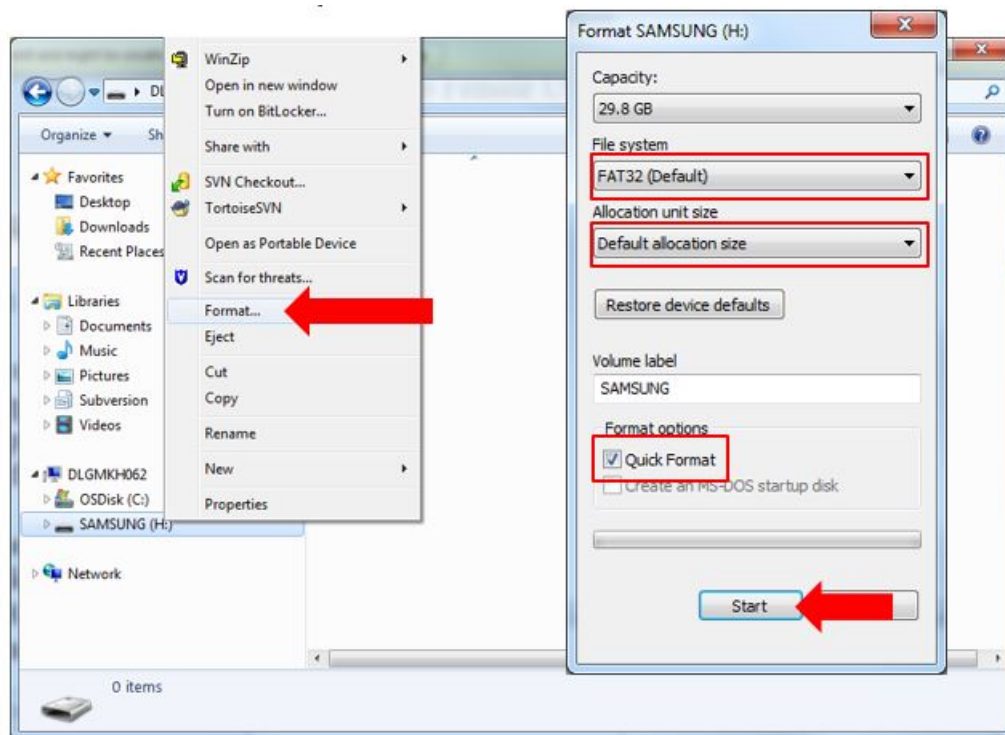 DL
Organize
Sh
Favorites
Desktop
Downloads
Recent Places
Libraries
Documents
Music
Pictures
Subversion
Videos
DLGMKH062
OSDisk (C:)
SAMSUNG (H:)
Network
0 items
WinZip
Open in new window
Turn on BitLocker...
Share with
SVN Checkout...
TortoiseSVN
Open as Portable Device
Scan for threats...
Format...
Eject
Cut
Copy
Rename
New
Properties
Format SAMSUNG (H:)
Capacity:
29.8 GB
File system
FAT32 (Default)
Allocation unit size
Default allocation size
Restore device defaults
Volume label
SAMSUNG
Format options
Quick Format
Create an MS-DOS startup disk
Start